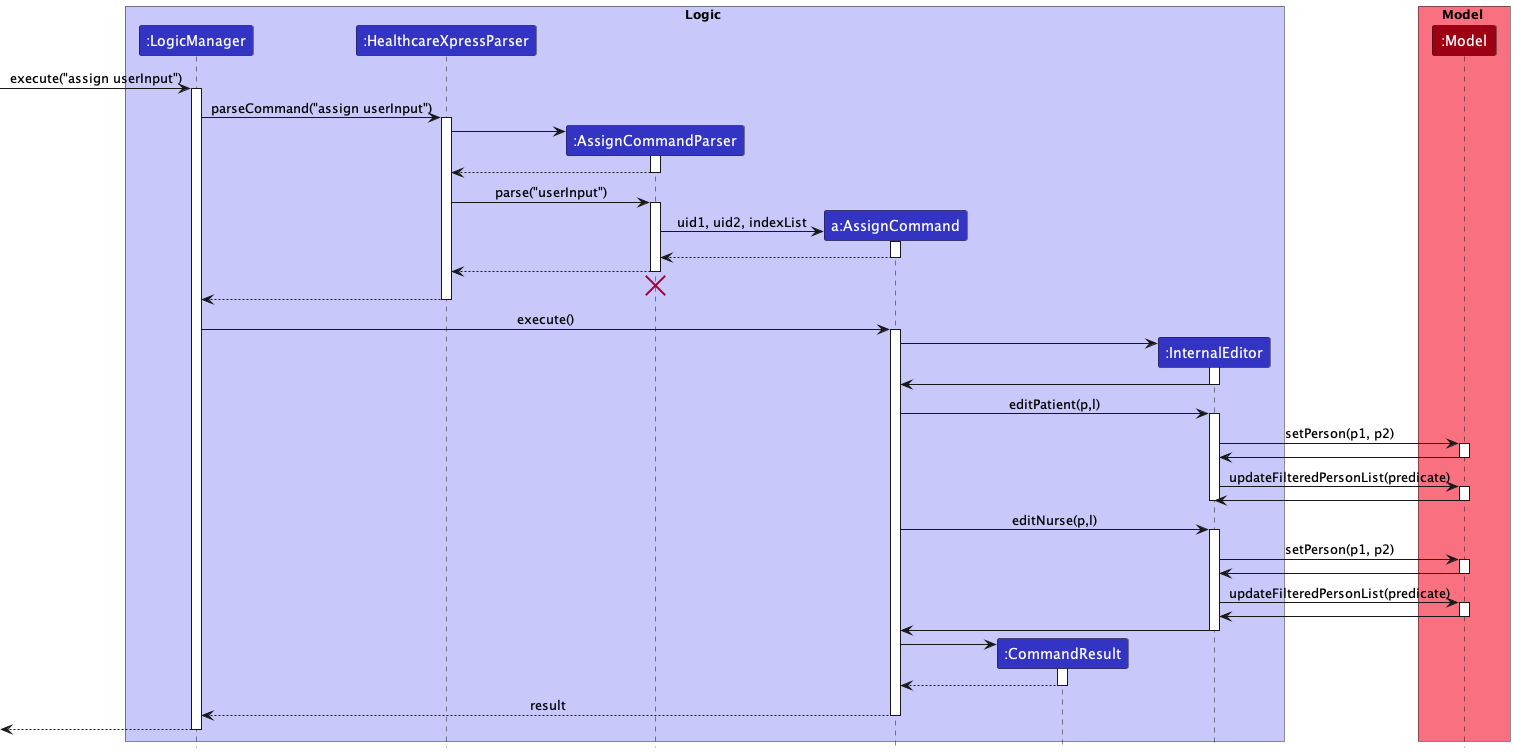 Logic
Model
:LogicManager
:HealthcareXpressParser
:Model
execute("assign userInput")
parseCommand("assign userInput")
:AssignCommandParser
parse("userInput")
uid1, uid2, indexList
a:AssignCommand
execute()
:InternalEditor
editPatient(p,l)
setPerson(p1, p2)
updateFilteredPersonList(predicate)
editNurse(p,l)
setPerson(p1, p2)
updateFilteredPersonList(predicate)
:CommandResult
result